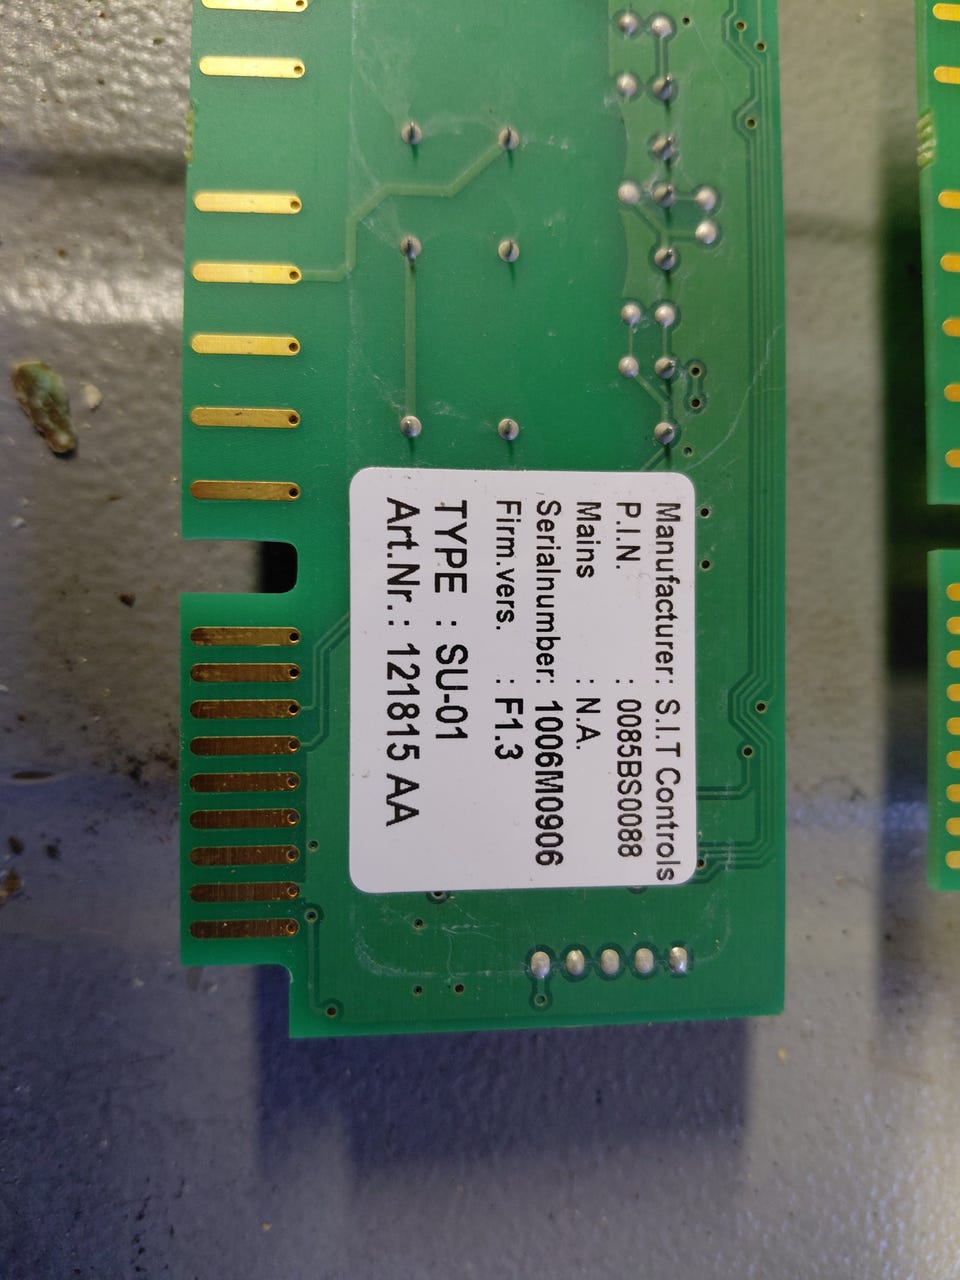 Manufacturer: S.I.T Controls
P.I.N. : 0085BS0088
Mains : N.A.
Serialnumber: 1006M0906
Firm.vers. : F1.3
TYPE : SU-01
Art.Nr.: 121815 AA